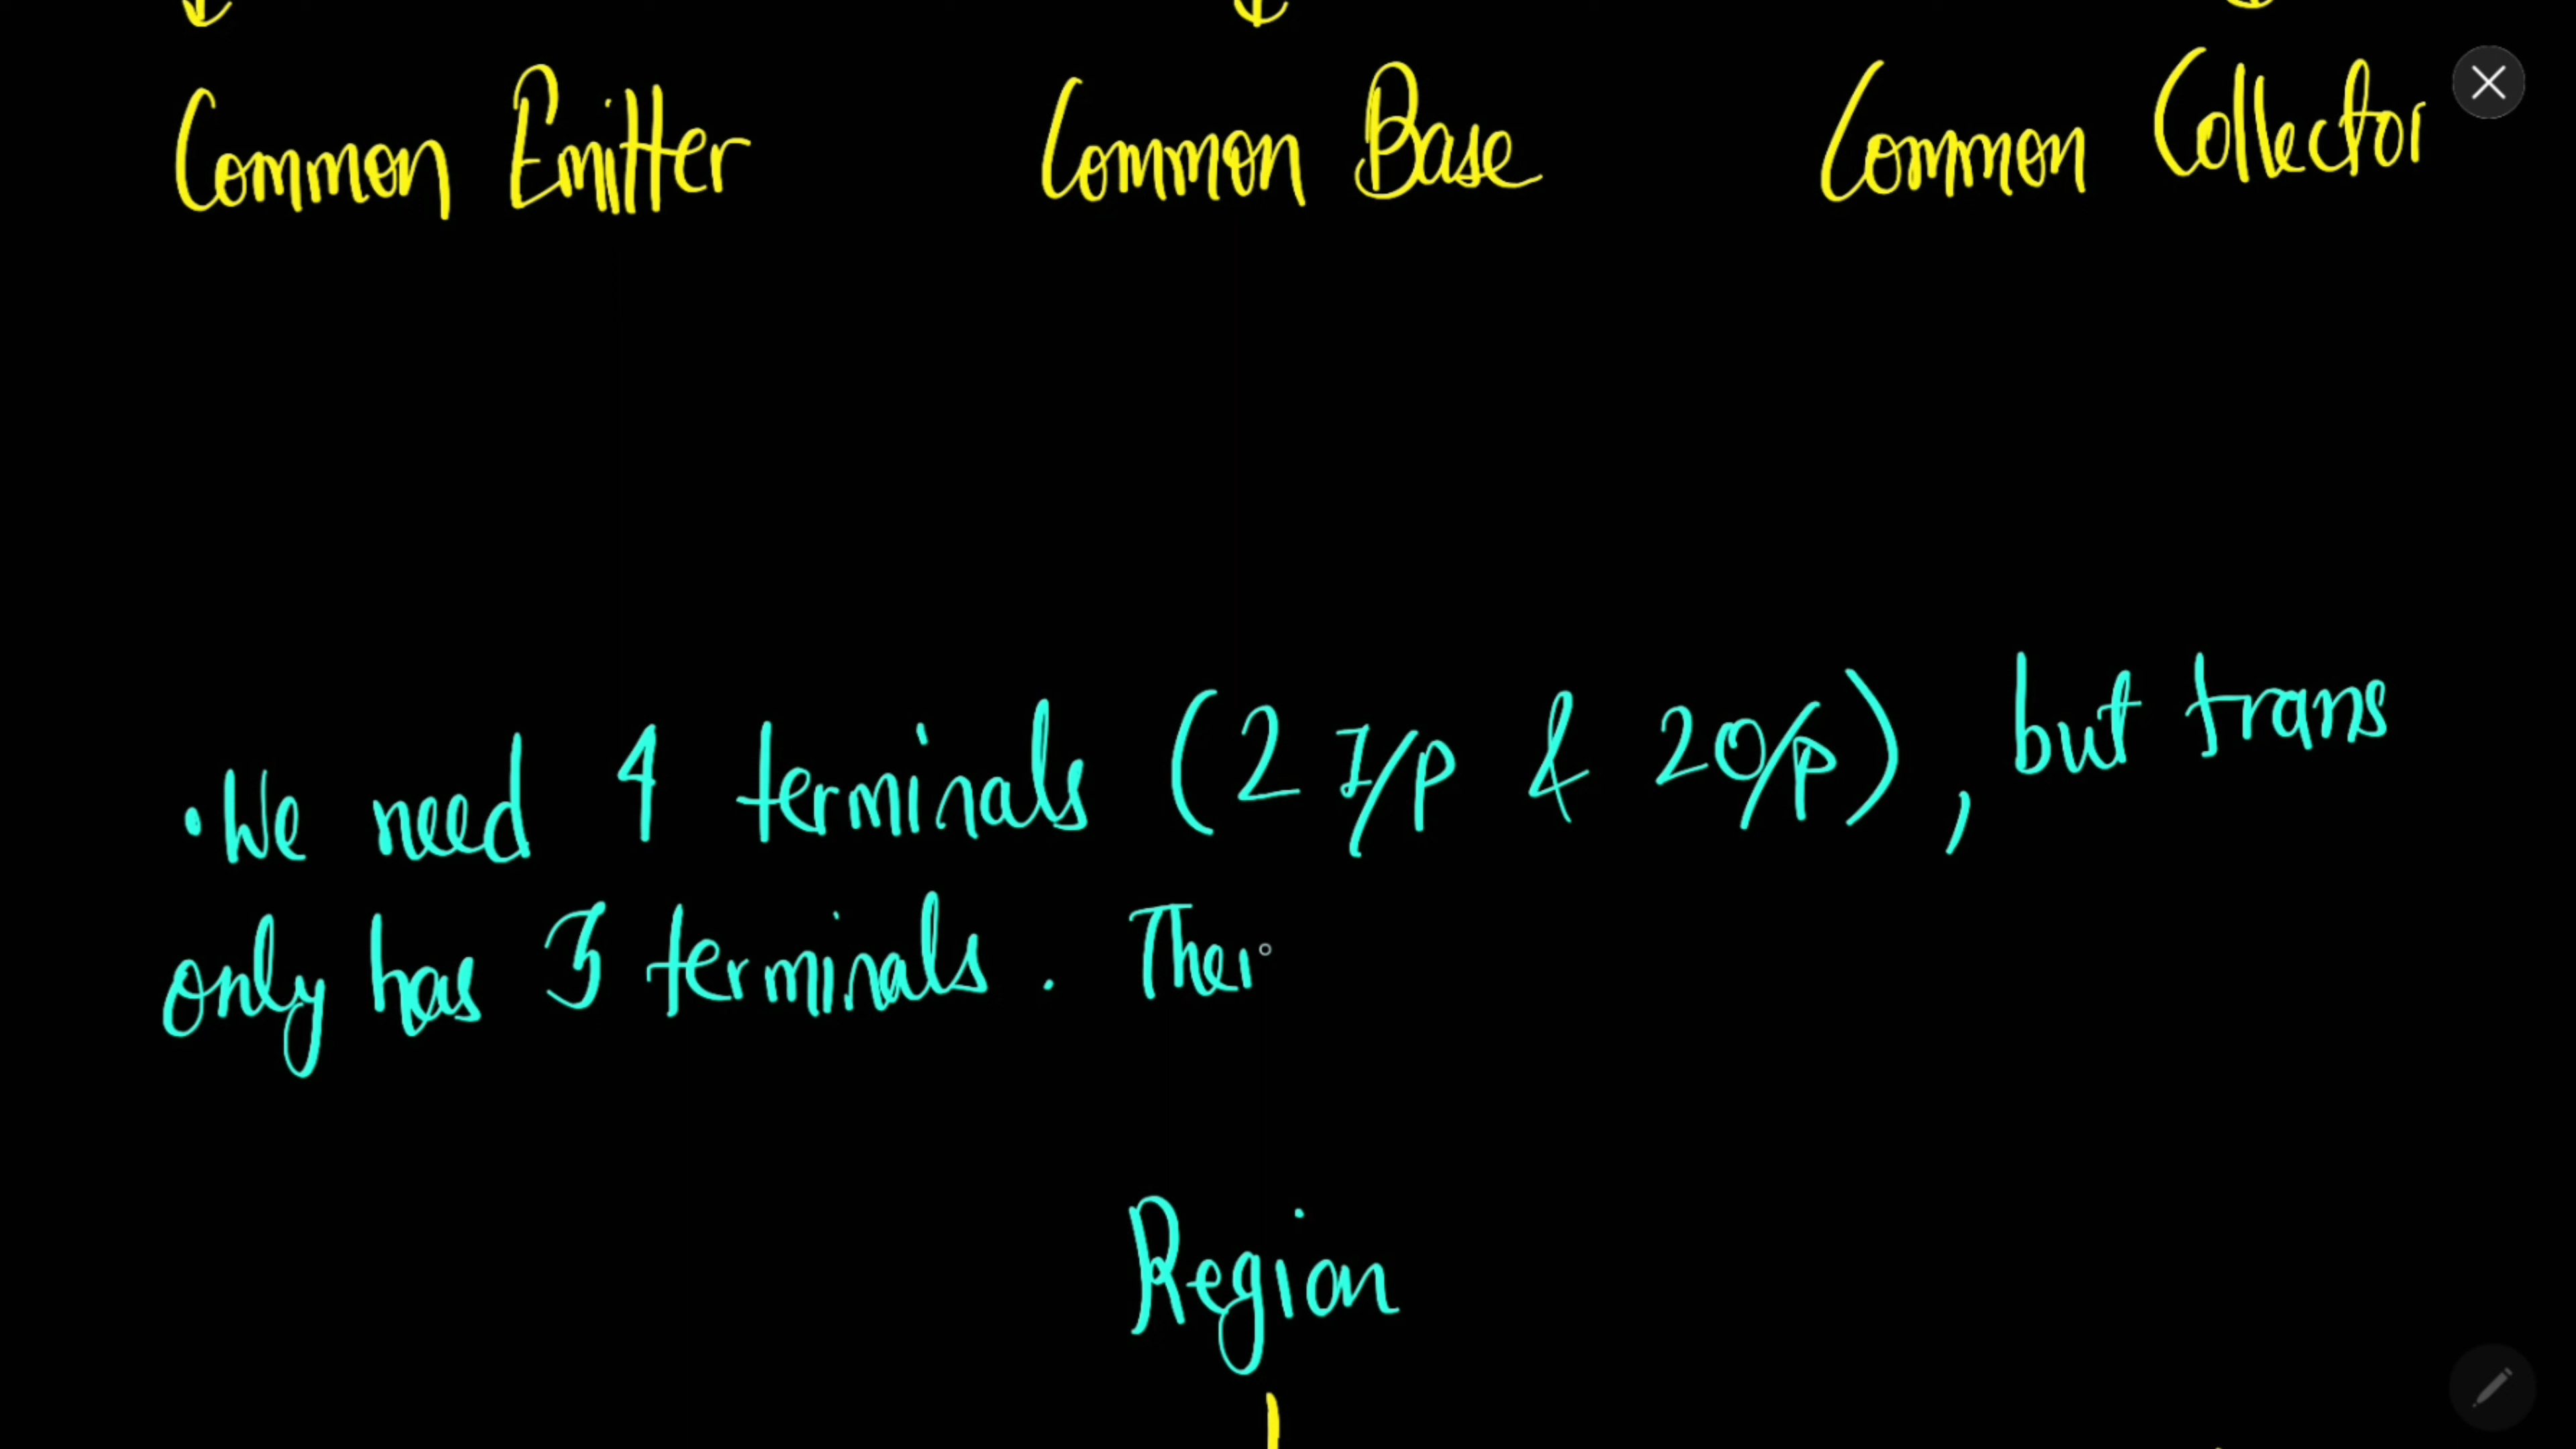 Common Emitter Common Base Common Collector
• We need 4 terminals (2 I/p & 2 O/p), but trans
only has 3 terminals. Ther
Region